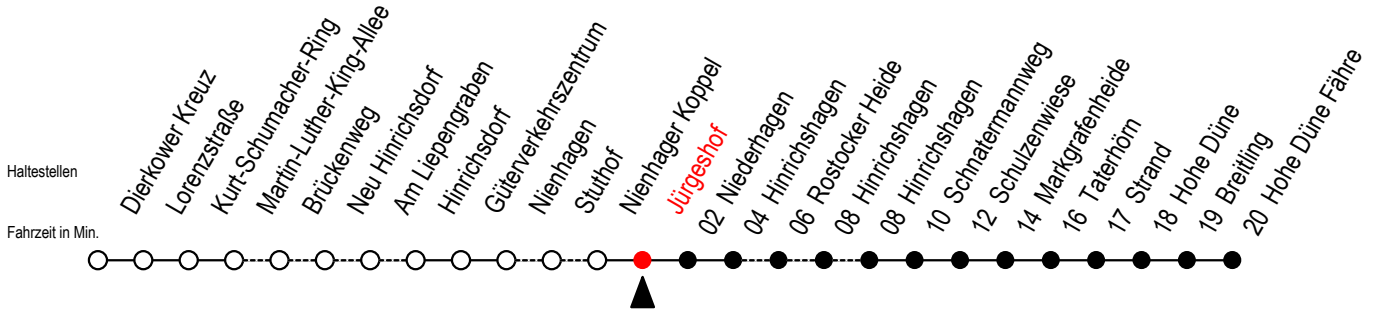 Haltestellen
Dierkower Kreuz
Lorenzstraße
Kurt-Schumacher-Ring
Martin-Luther-King-Allee
Brückenweg
Neu Hinrichsdorf
Am Liepengraben
Hinrichsdorf
Güterverkehrszentrum
Nienhagen
Stuthof
Nienhager Koppel
Jürgeshof
02 Niederhagen
04 Hinrichshagen
06 Rostocker Heide
08 Hinrichshagen
08 Hinrichshagen
10 Schnatermannweg
12 Schulzenwiese
14 Markgrafenheide
16 Taterhörn
17 Strand
18 Hohe Düne
19 Breitling
20 Hohe Düne Fähre
Fahrzeit in Min.